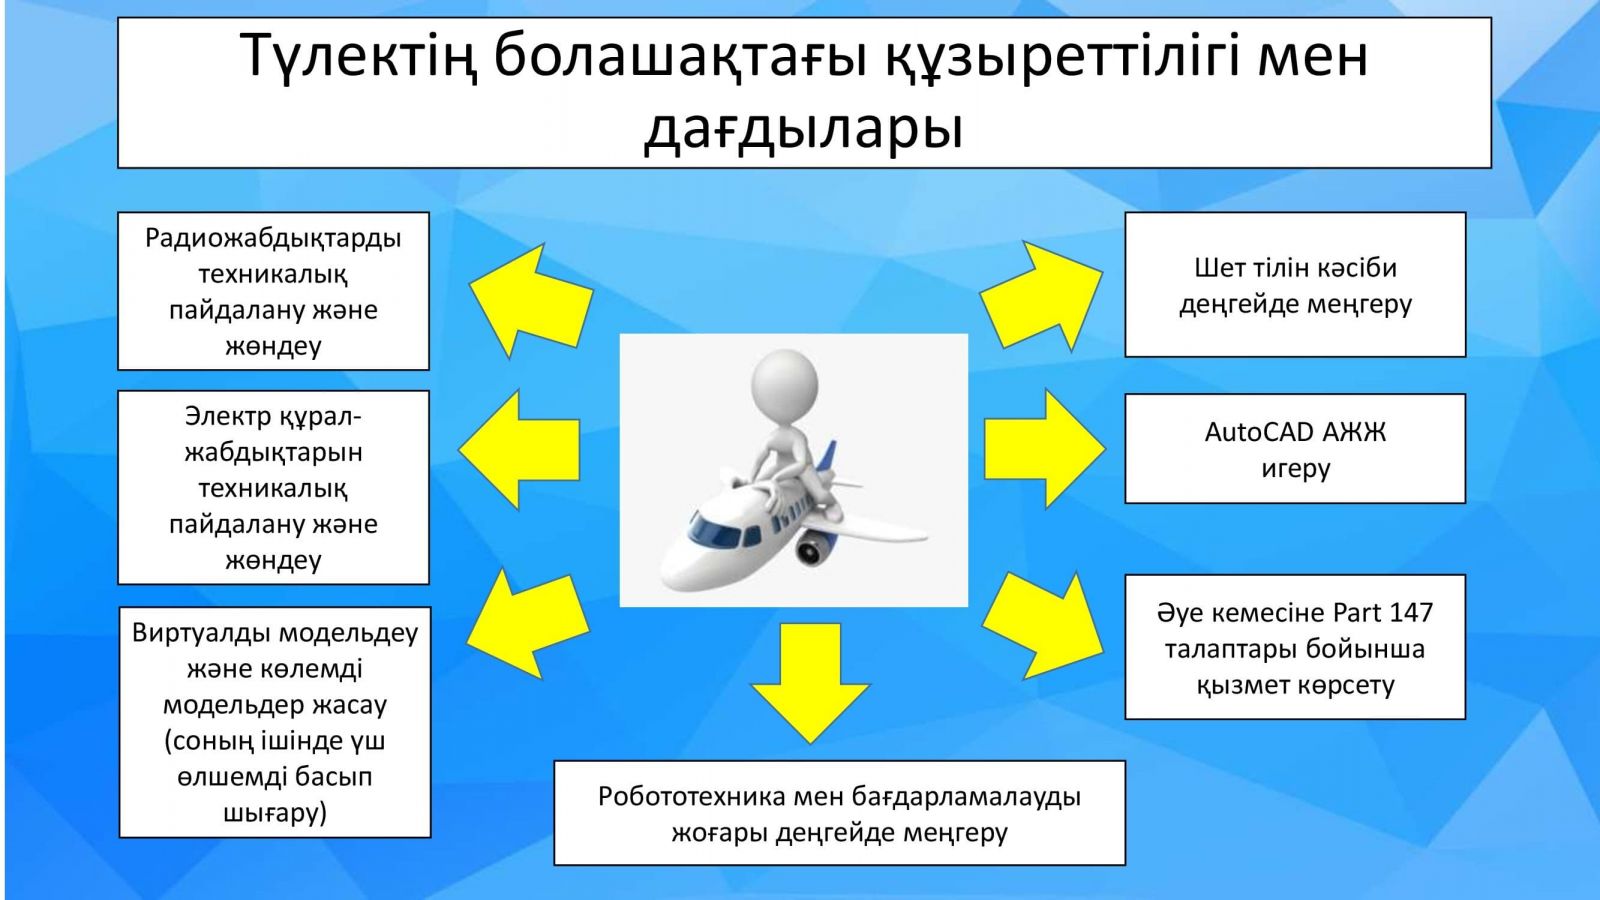 Түлектің болашақтағы құзыреттілігі мен
дағдылары
Радиожабдықтарды
техникалық
пайдалану және
жөндеу
Электр құрал-
жабдықтарын
техникалық
пайдалану және
жөндеу
Виртуалды модельдеу
және көлемді
модельдер жасау
(соның ішінде үш
өлшемді басып
шығару)
Шет тілін кәсіби
деңгейде меңгеру
AutoCAD АЖЖ
игеру
Әуе кемесіне Part 147
талаптары бойынша
қызмет көрсету
Робототехника мен бағдарламалауды
жоғары деңгейде меңгеру